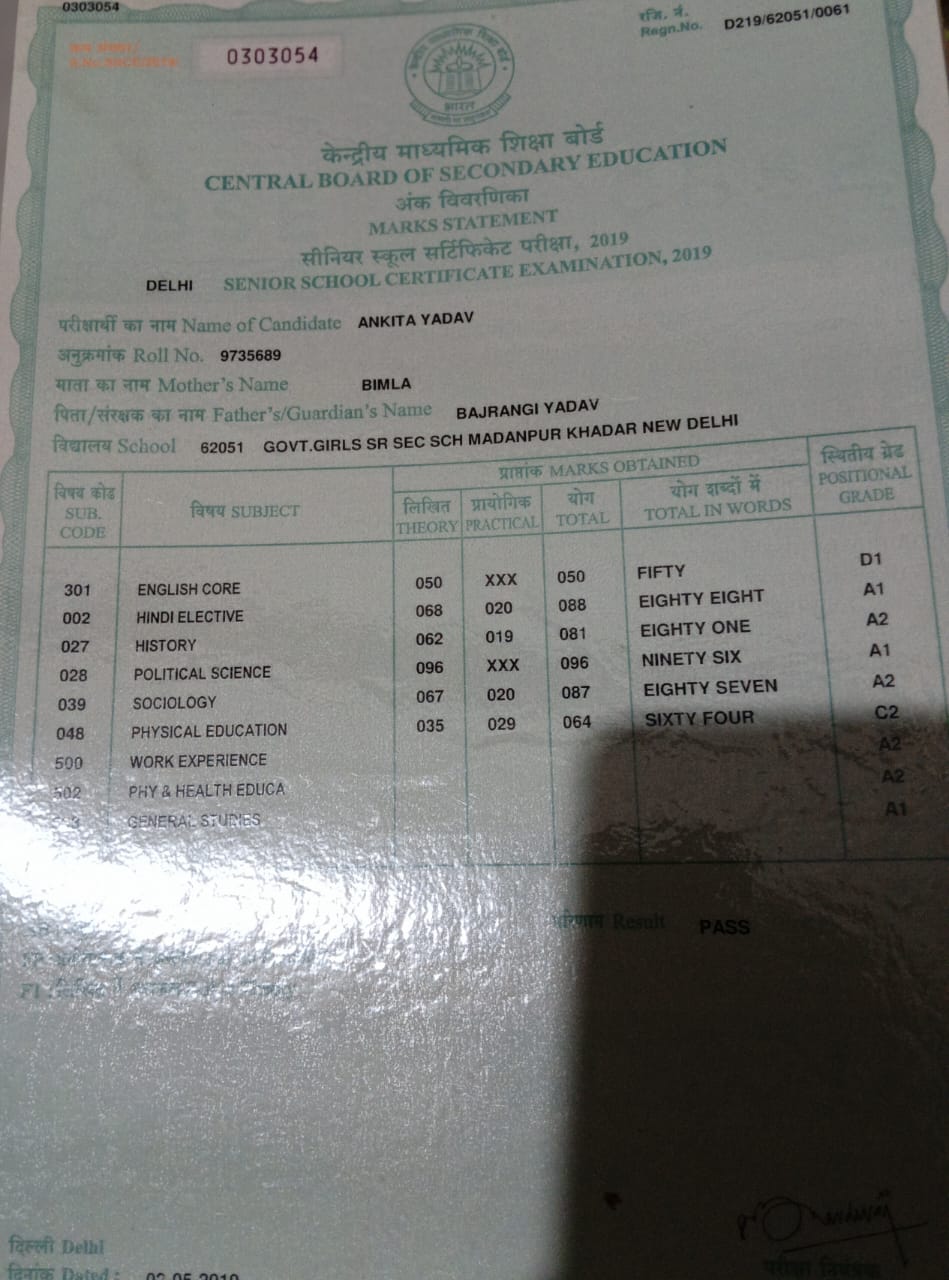 0303054
रजि. नं.
Regn.No. D219/62051/0061
0303054
भारत
केन्द्रीय माध्यमिक शिक्षा बोर्ड
CENTRAL BOARD OF SECONDARY EDUCATION
अंक विवरणिका
MARKS STATEMENT
सीनियर स्कूल सर्टिफिकेट परीक्षा, 2019
DELHI SENIOR SCHOOL CERTIFICATE EXAMINATION, 2019
परीक्षार्थी का नाम Name of Candidate ANKITA YADAV
अनुक्रमांक Roll No. 9735689
माता का नाम Mother's Name BIMLA
पिता/संरक्षक का नाम Father's/Guardian's Name BAJRANGI YADAV
विद्यालय School 62051 GOVT.GIRLS SR SEC SCH MADANPUR KHADAR NEW DELHI
विषय कोड SUB. CODE विषय SUBJECT प्राप्तांक MARKS OBTAINED स्थितीय ग्रेड POSITIONAL GRADE
लिखित THEORY प्रायोगिक PRACTICAL योग TOTAL योग शब्दों में TOTAL IN WORDS
301 ENGLISH CORE 050 XXX 050 FIFTY D1
002 HINDI ELECTIVE 068 020 088 EIGHTY EIGHT A1
027 HISTORY 062 019 081 EIGHTY ONE A2
028 POLITICAL SCIENCE 096 XXX 096 NINETY SIX A1
039 SOCIOLOGY 067 020 087 EIGHTY SEVEN A2
048 PHYSICAL EDUCATION 035 029 064 SIXTY FOUR C2
500 WORK EXPERIENCE A2
502 PHY & HEALTH EDUCA A2
GENERAL STUDIES A1
परिणाम Result PASS
दिल्ली Delhi
दिनांक Dated : 02-05-2019